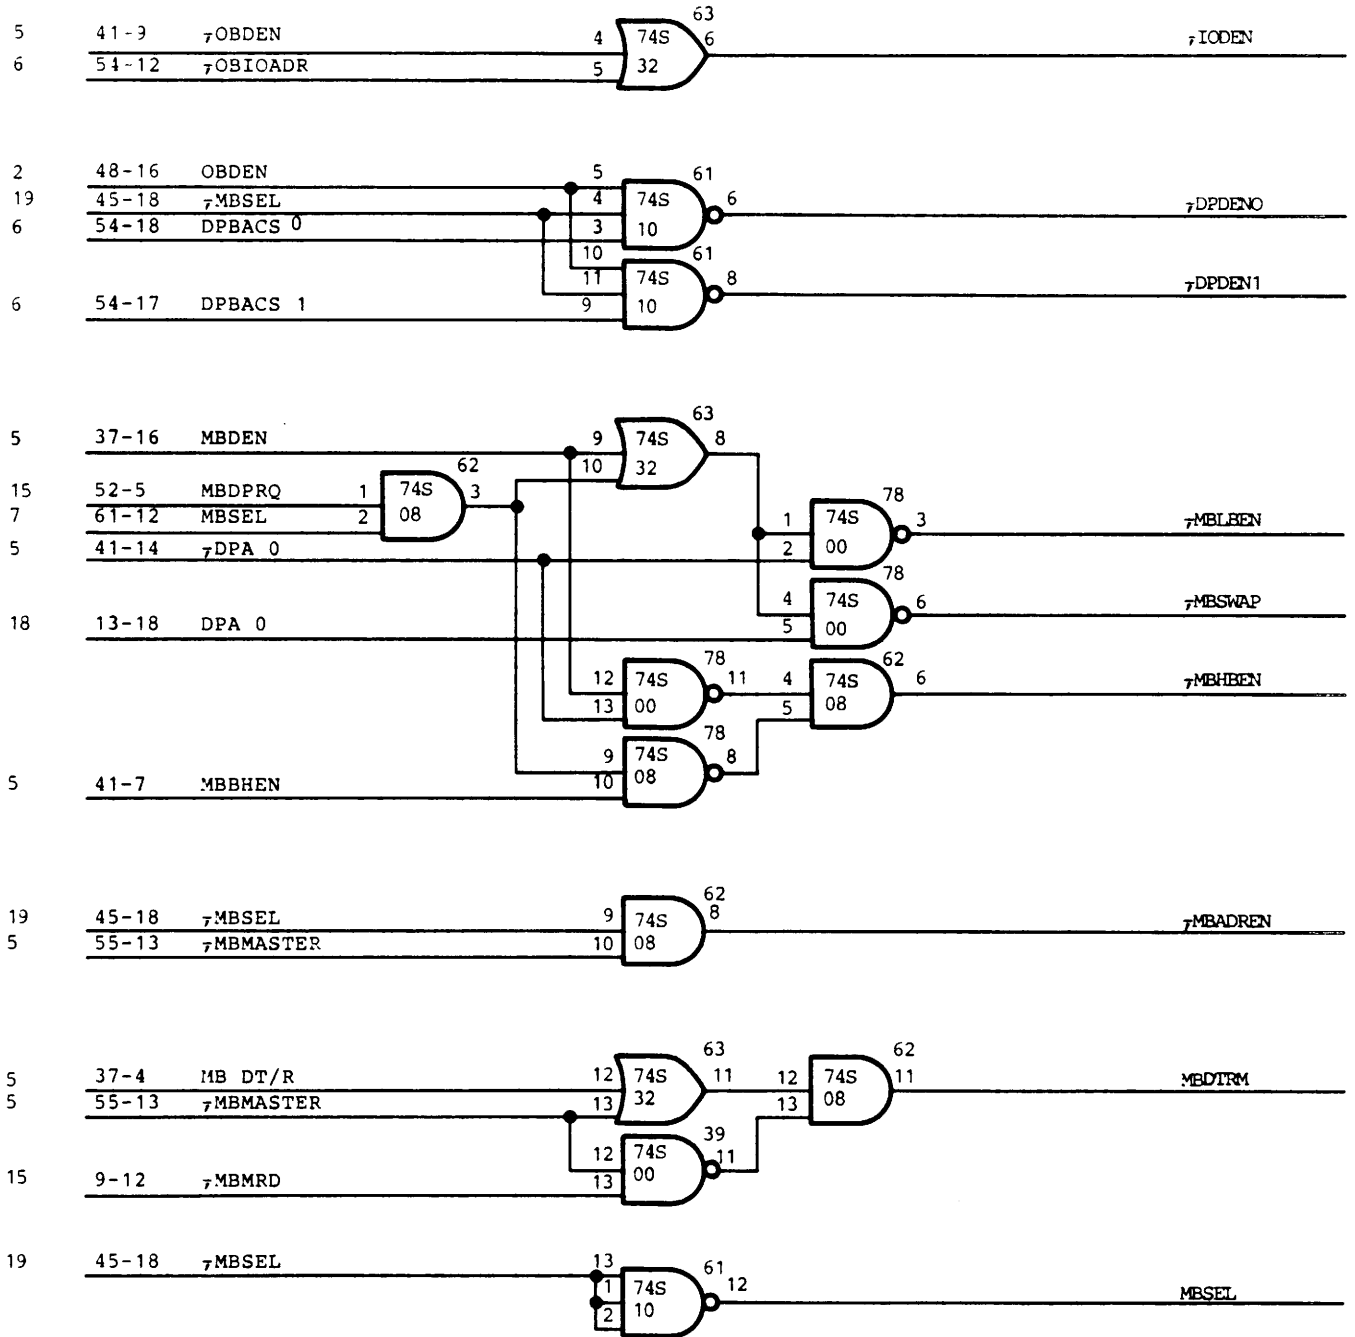 63
5 41-9 ¬OBDEN 4 74S 6 ¬IODEN
6 54-12 ¬OBIOADR 5 32
2 48-16 OBDEN 5 61
19 45-18 ¬MBSEL 4 74S 6 ¬DPDEN0
6 54-18 DPBACS 0 3 10
10 61
11 74S 8 ¬DPDEN1
6 54-17 DPBACS 1 9 10
63
5 37-16 MBDEN 9 74S 8
62 10 32
15 52-5 MBDPRQ 1 74S 3 78
7 61-12 MBSEL 2 08 1 74S 3 ¬MBLBEN
5 41-14 ¬DPA 0 2 00
78
4 74S 6 ¬MBSWAP
18 13-18 DPA 0 5 00
78 62
12 74S 11 4 74S 6 ¬MBHBEN
13 00 5 08
78
9 74S 8
5 41-7 MBBHEN 10 08
62
19 45-18 ¬MBSEL 9 74S 8 ¬MBADREN
5 55-13 ¬MBMASTER 10 08
63 62
5 37-4 MB DT/R 12 74S 11 12 74S 11 MBDTRM
5 55-13 ¬MBMASTER 13 32 13 08
39
12 74S 11
15 9-12 ¬MBMRD 13 00
19 45-18 ¬MBSEL 13 61
1 74S 12 MBSEL
2 10